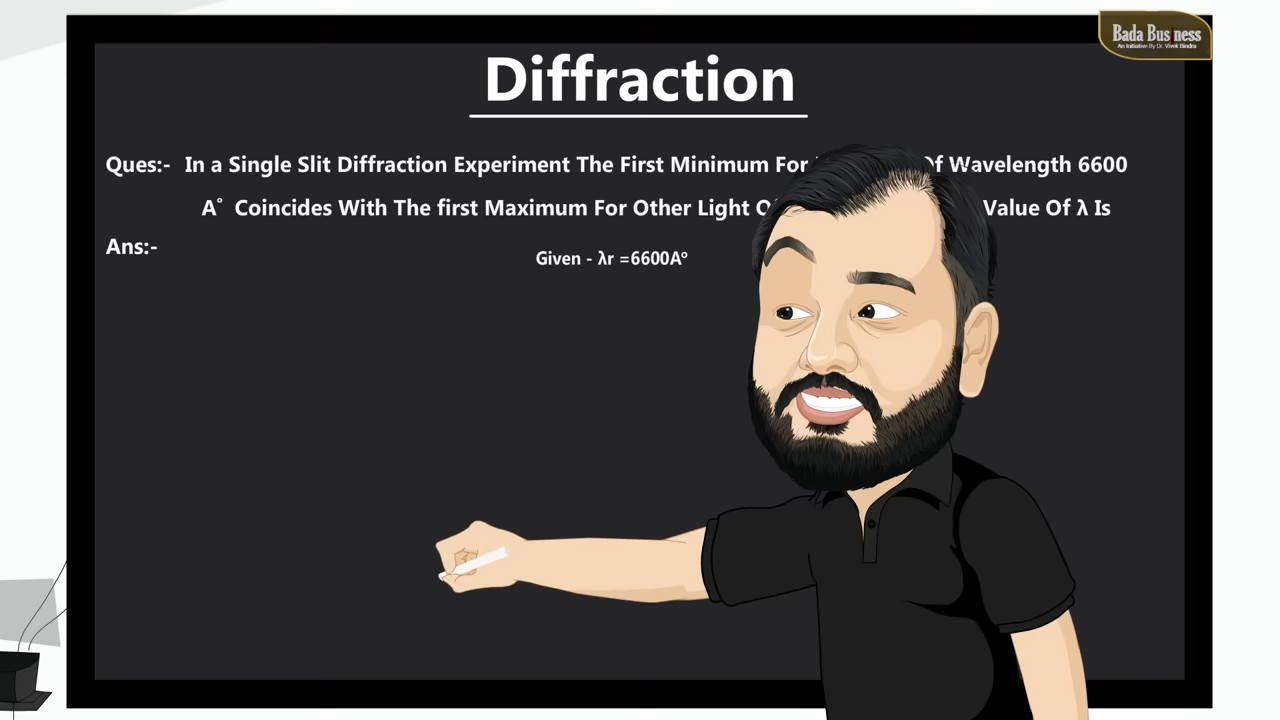 Bada Business
An Initiative By Dr. Vivek Bindra
Diffraction
Ques:- In a Single Slit Diffraction Experiment The First Minimum For Of Wavelength 6600
A° Coincides With The first Maximum For Other Light Value Of λ Is
Ans:-
Given - λr =6600Aº